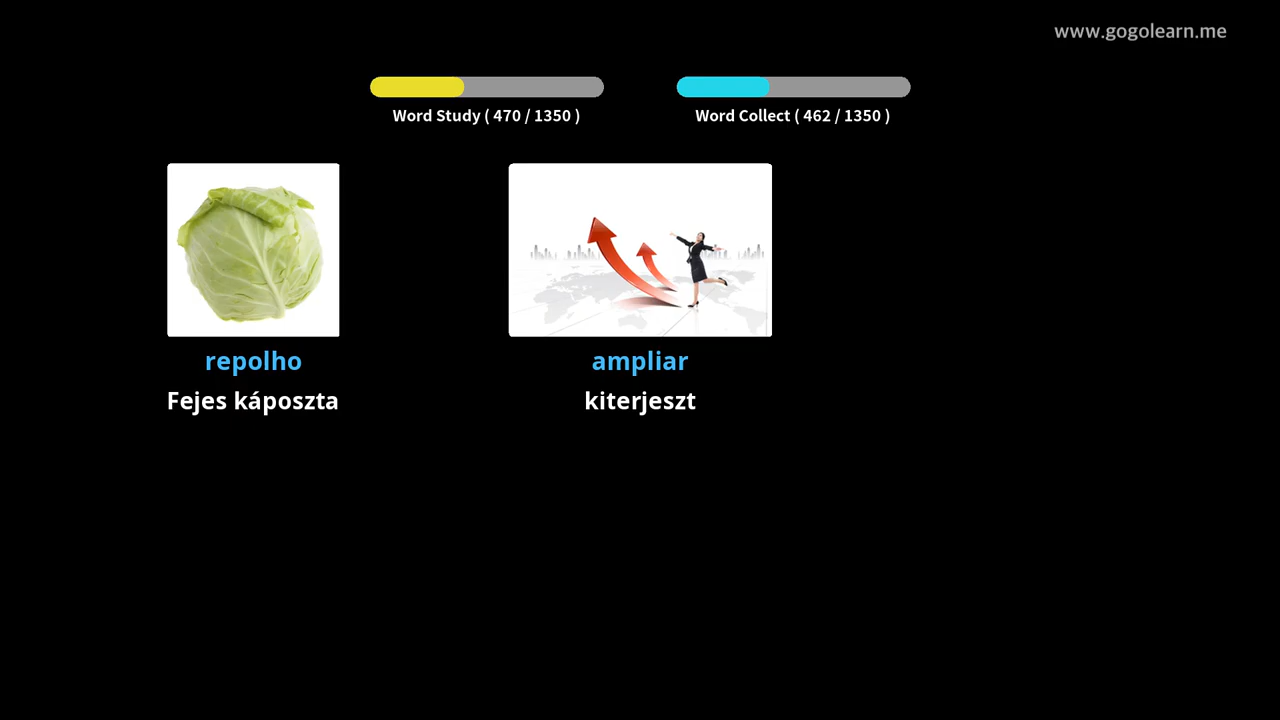 www.gogolearn.me
Word Study ( 470 / 1350 )
Word Collect ( 462 / 1350 )
repolho
ampliar
Fejes káposzta
kiterjeszt